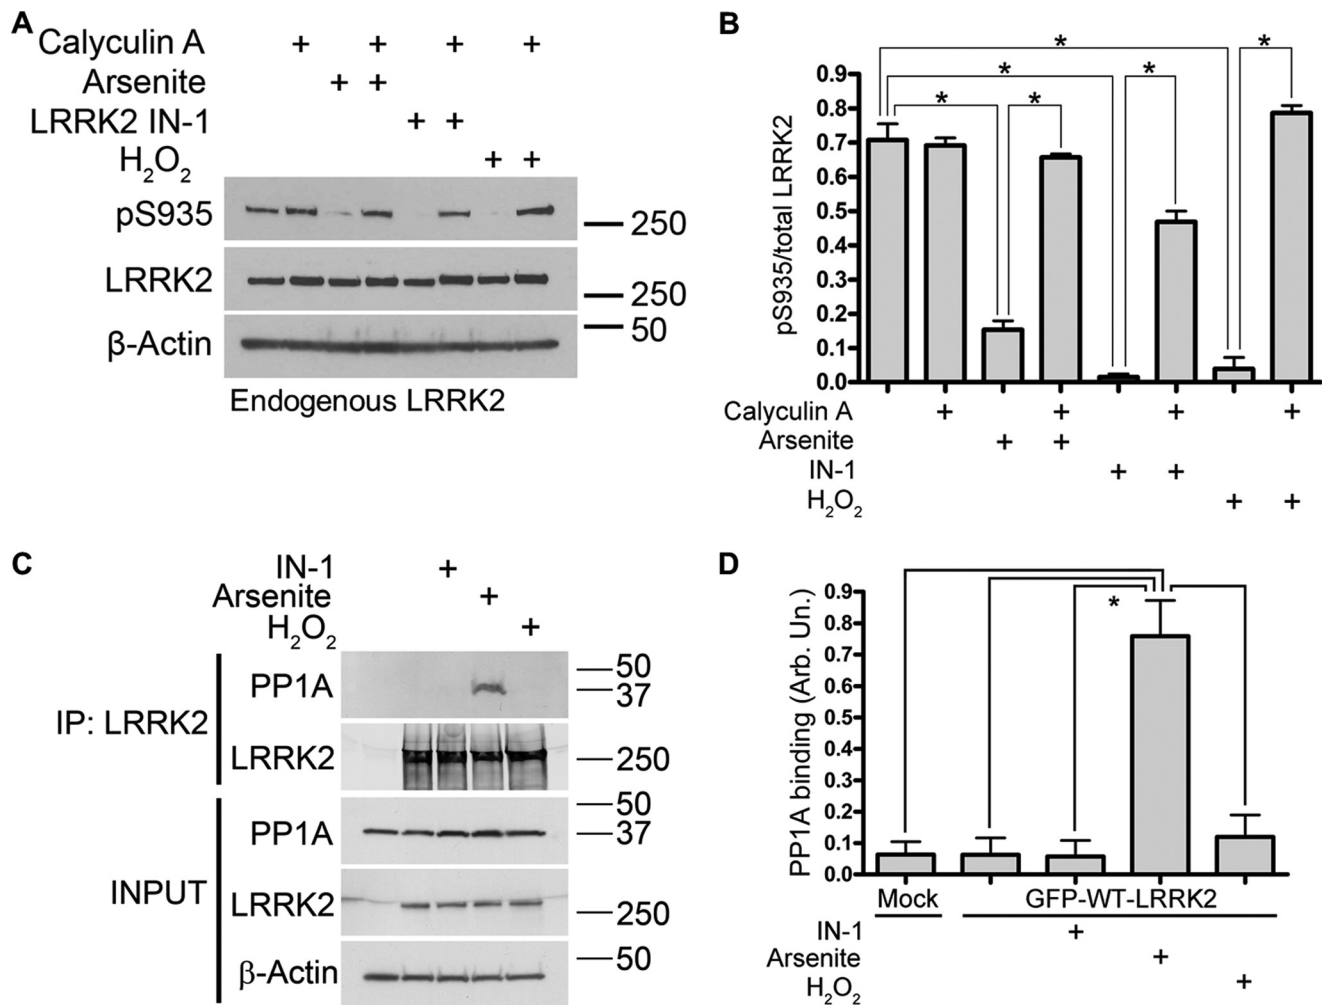 A
Calyculin A + + + +
Arsenite + +
LRRK2 IN-1 + +
H₂O₂ + +
pS935
250
LRRK2
250
50
β-Actin
Endogenous LRRK2
B
* *
* *
* *
0.9
0.8
0.7
0.6
0.5
0.4
0.3
0.2
0.1
0.0
pS935/total LRRK2
Calyculin A + + + +
Arsenite + +
IN-1 + +
H₂O₂ + +
C
IN-1 +
Arsenite +
H₂O₂ +
IP: LRRK2
PP1A
50
37
LRRK2
250
INPUT
PP1A
50
37
LRRK2
250
50
β-Actin
D
*
0.9
0.8
0.7
0.6
0.5
0.4
0.3
0.2
0.1
0.0
PP1A binding (Arb. Un.)
Mock GFP-WT-LRRK2
IN-1 +
Arsenite +
H₂O₂ +